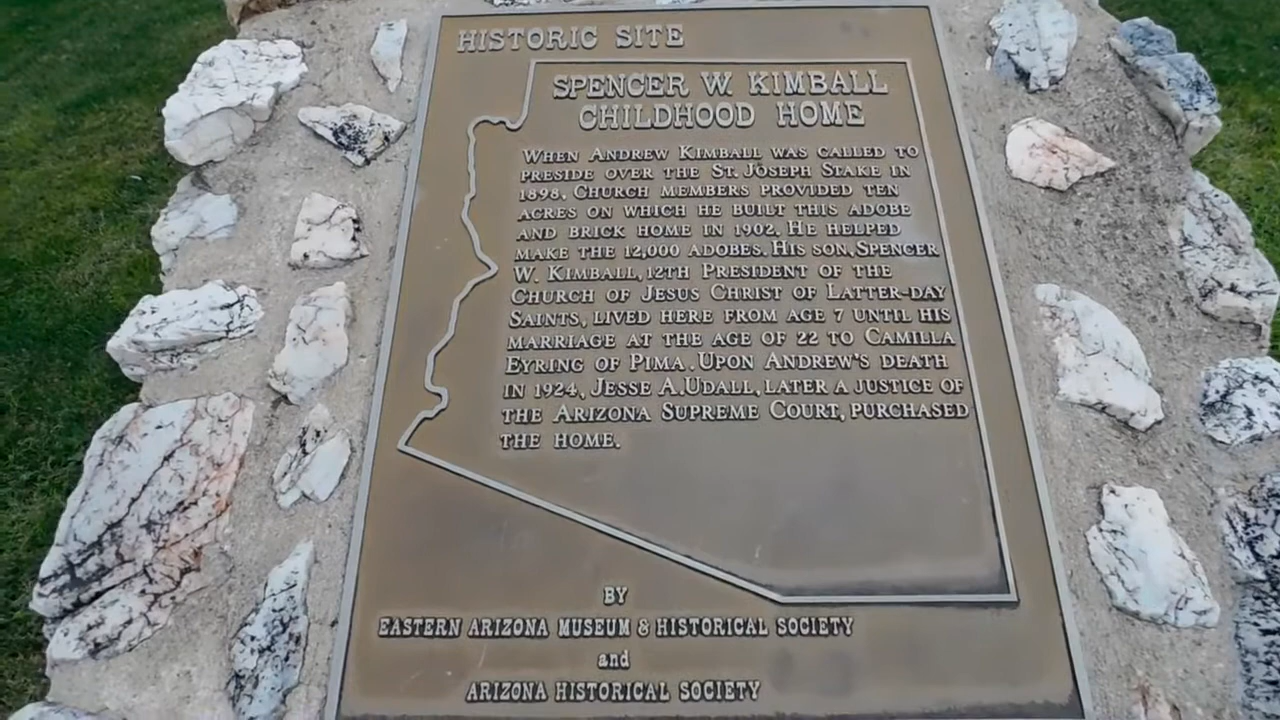 HISTORIC SITE
SPENCER W. KIMBALL
CHILDHOOD HOME
WHEN ANDREW KIMBALL WAS CALLED TO
PRESIDE OVER THE ST. JOSEPH STAKE IN
1898, CHURCH MEMBERS PROVIDED TEN
ACRES ON WHICH HE BUILT THIS ADOBE
AND BRICK HOME IN 1902. HE HELPED
MAKE THE 12,000 ADOBES. HIS SON, SPENCER
W. KIMBALL, 12TH PRESIDENT OF THE
CHURCH OF JESUS CHRIST OF LATTER-DAY
SAINTS, LIVED HERE FROM AGE 7 UNTIL HIS
MARRIAGE AT THE AGE OF 22 TO CAMILLA
EYRING OF PIMA. UPON ANDREW'S DEATH
IN 1924, JESSE A. UDALL, LATER A JUSTICE OF
THE ARIZONA SUPREME COURT, PURCHASED
THE HOME.
BY
EASTERN ARIZONA MUSEUM & HISTORICAL SOCIETY
and
ARIZONA HISTORICAL SOCIETY